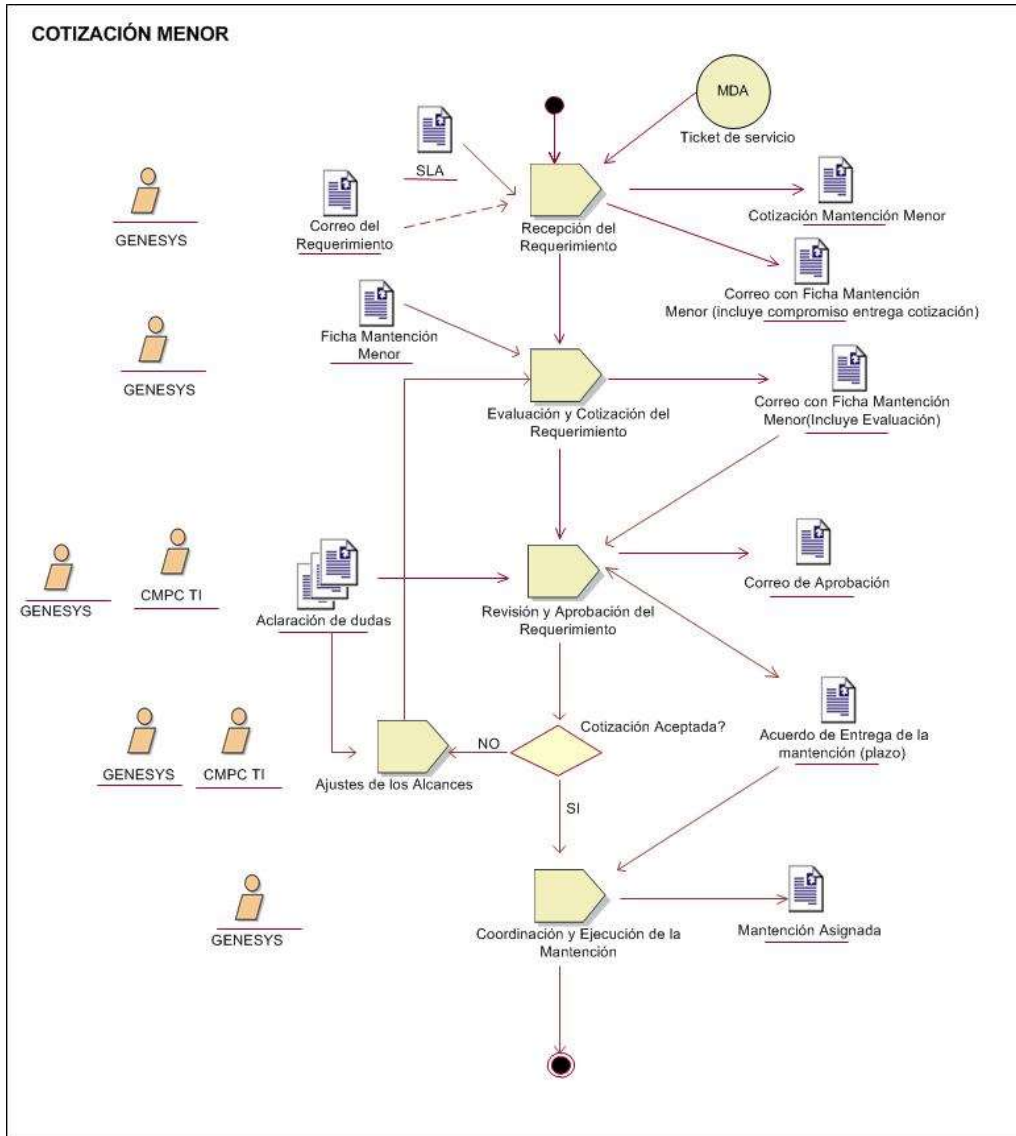 COTIZACIÓN MENOR
MDA
Ticket de servicio
SLA
Correo del
Requerimiento
GENESYS
Recepción del
Requerimiento
Cotización Mantención Menor
Correo con Ficha Mantención
Menor (incluye compromiso entrega cotización)
Ficha Mantención
Menor
GENESYS
Evaluación y Cotización del
Requerimiento
Correo con Ficha Mantención
Menor(Incluye Evaluación)
GENESYS
CMPC TI
Aclaración de dudas
Revisión y Aprobación del
Requerimiento
Correo de Aprobación
GENESYS
CMPC TI
Ajustes de los Alcances
NO
Cotización Aceptada?
SI
Acuerdo de Entrega de la
mantención (plazo)
GENESYS
Coordinación y Ejecución de la
Mantención
Mantención Asignada